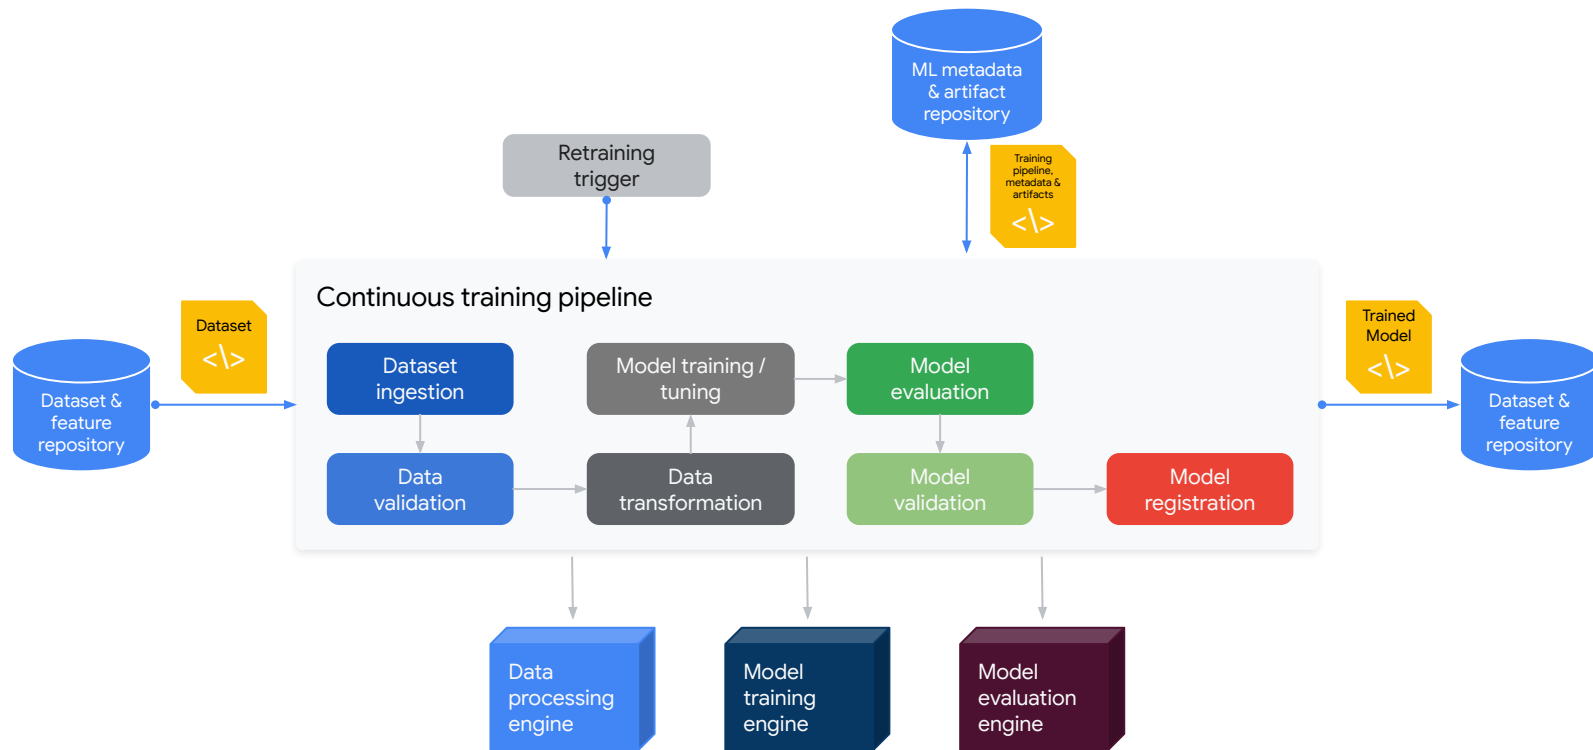 ML metadata
& artifact
repository
Retraining
trigger
Training
pipeline,
metadata &
artifacts
</>
Continuous training pipeline
Dataset
</>
Trained
Model
</>
Dataset &
feature
repository
Dataset
ingestion
Model training /
tuning
Model
evaluation
Dataset &
feature
repository
Data
validation
Data
transformation
Model
validation
Model
registration
Data
processing
engine
Model
training
engine
Model
evaluation
engine